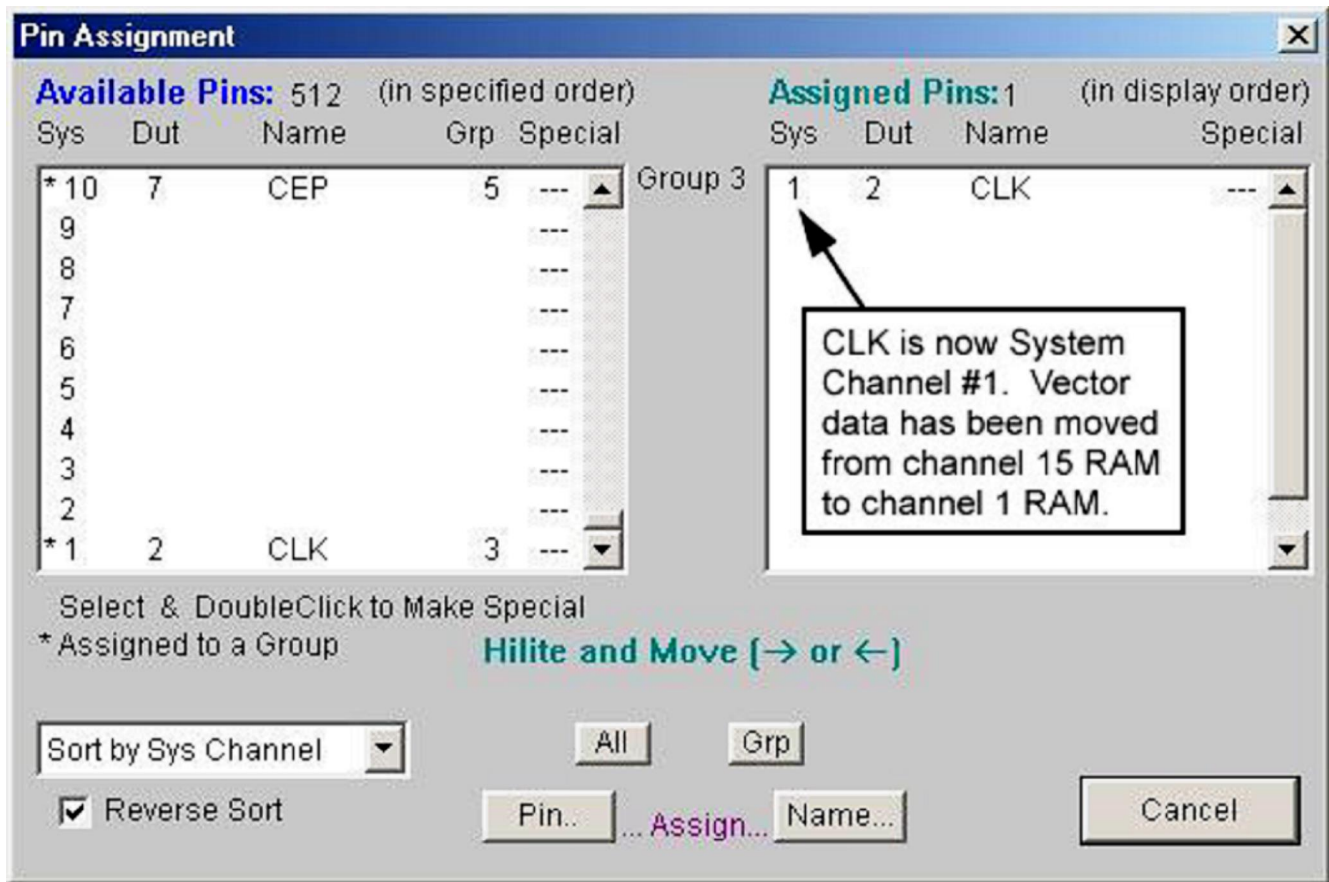 Pin Assignment
Available Pins: 512 (in specified order)
Sys Dut Name Grp Special
* 10 7 CEP 5 ---
9 ---
8 ---
7 ---
6 ---
5 ---
4 ---
3 ---
2 ---
* 1 2 CLK 3 ---
Group 3
Assigned Pins: 1 (in display order)
Sys Dut Name Special
1 2 CLK ---
CLK is now System
Channel #1. Vector
data has been moved
from channel 15 RAM
to channel 1 RAM.
Select & DoubleClick to Make Special
* Assigned to a Group
Hilite and Move (→ or ←)
Sort by Sys Channel
All Grp
Reverse Sort
Pin.. ... Assign... Name...
Cancel